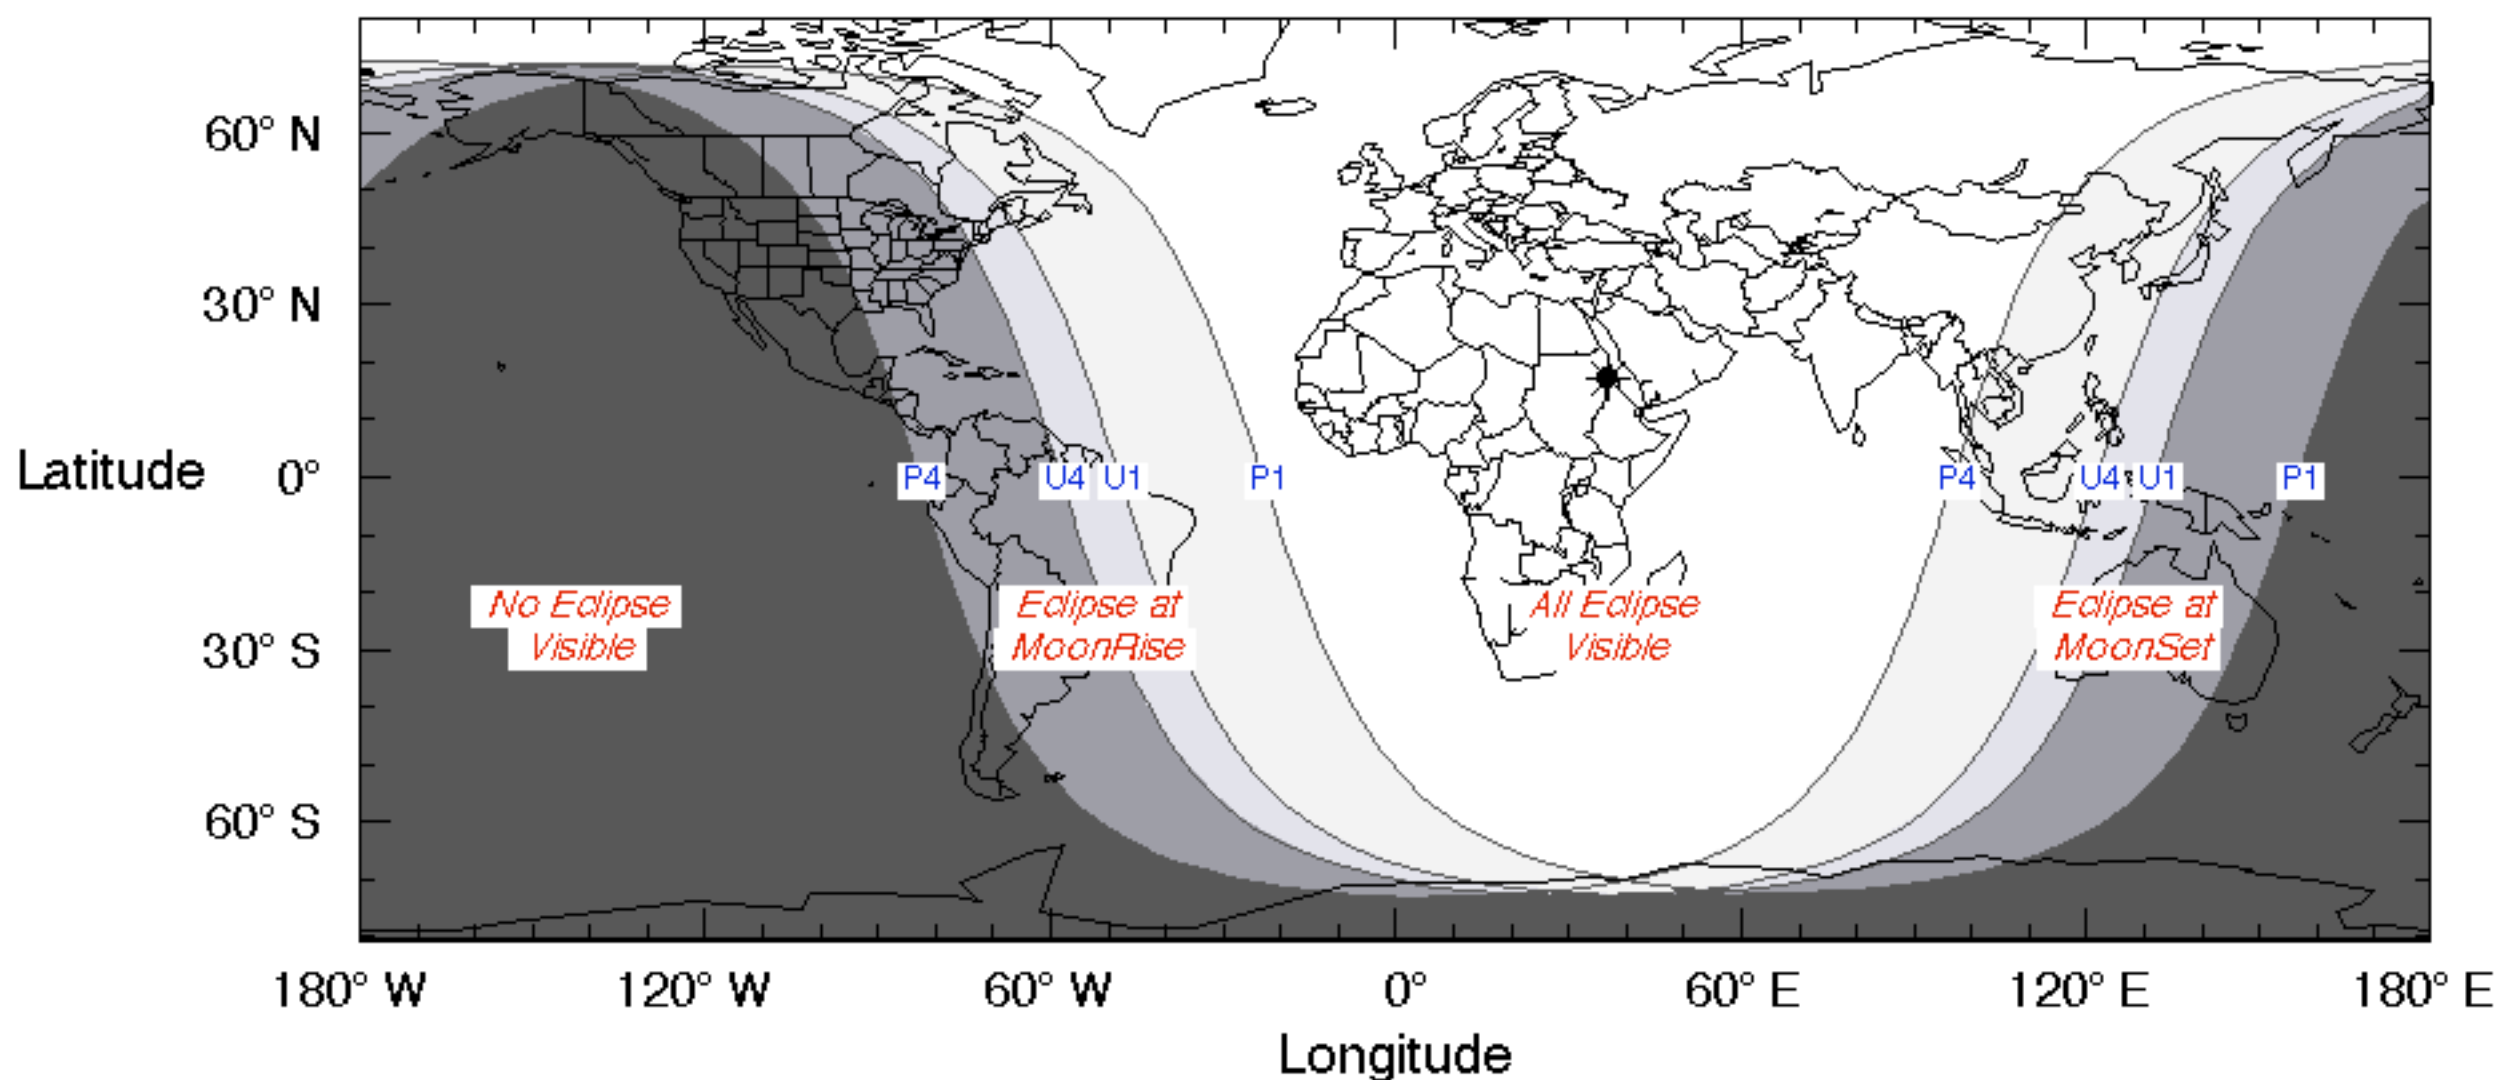 60° N
30° N
Latitude 0°
P4 U4 U1 P1 P4 U4 U1 P1
No Eclipse Visible
Eclipse at MoonRise
All Eclipse Visible
Eclipse at MoonSet
30° S
60° S
180° W 120° W 60° W 0° 60° E 120° E 180° E
Longitude